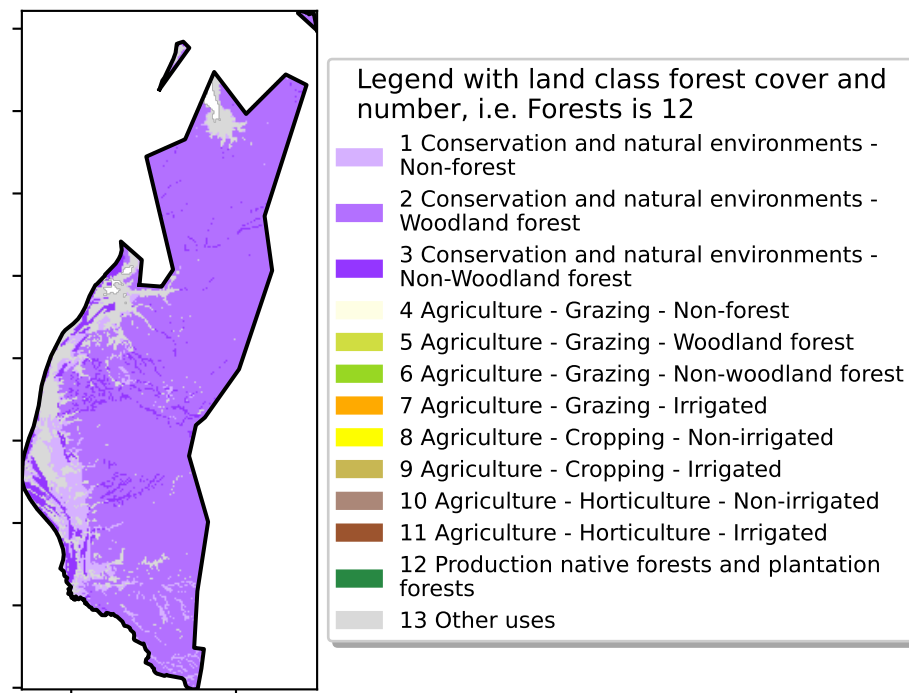 Legend with land class forest cover and
number, i.e. Forests is 12
1 Conservation and natural environments -
Non-forest
2 Conservation and natural environments -
Woodland forest
3 Conservation and natural environments -
Non-Woodland forest
4 Agriculture - Grazing - Non-forest
5 Agriculture - Grazing - Woodland forest
6 Agriculture - Grazing - Non-woodland forest
7 Agriculture - Grazing - Irrigated
8 Agriculture - Cropping - Non-irrigated
9 Agriculture - Cropping - Irrigated
10 Agriculture - Horticulture - Non-irrigated
11 Agriculture - Horticulture - Irrigated
12 Production native forests and plantation
forests
13 Other uses